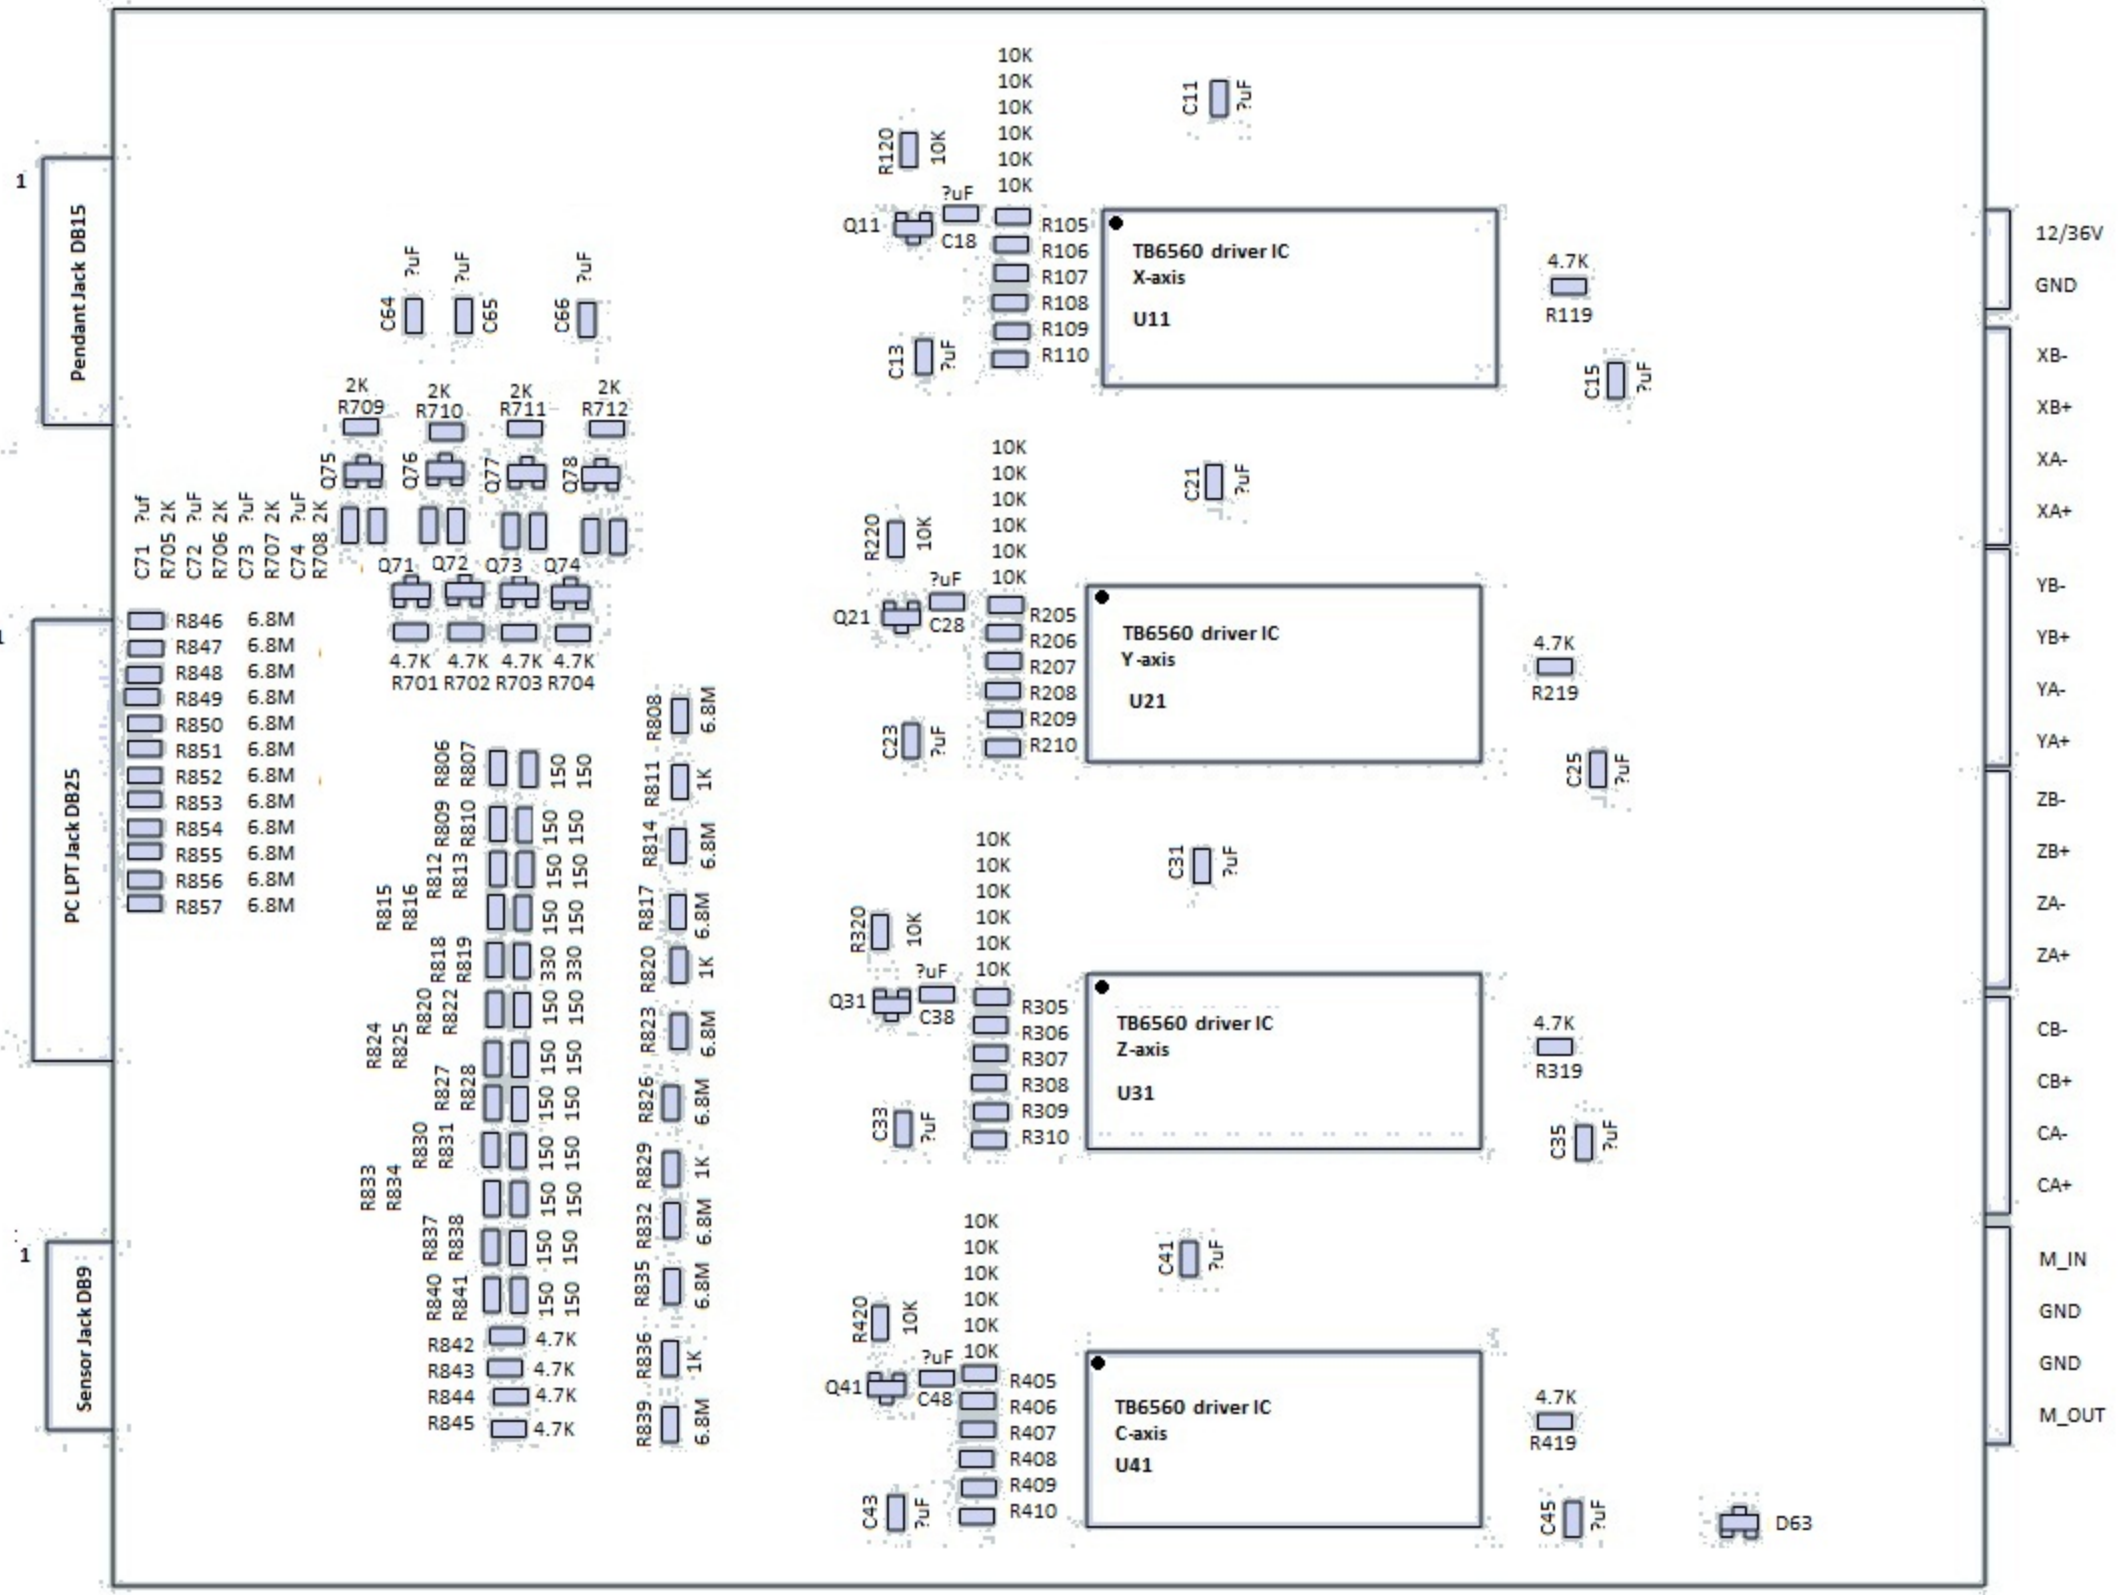 1
Pendant Jack DB15
1
PC LPT Jack DB25
1
Sensor Jack DB9
C64 ?uF
?uF C65
C66 ?uF
2K
R709
2K
R710
2K
R711
2K
R712
Q75
Q76
Q77
Q78
C71 ?uf
R705 2K
C72 ?uF
R706 2K
C73 ?uF
R707 2K
C74 ?uF
R708 2K
Q71
Q72
Q73
Q74
4.7K 4.7K 4.7K 4.7K
R701 R702 R703 R704
R846 6.8M
R847 6.8M
R848 6.8M
R849 6.8M
R850 6.8M
R851 6.8M
R852 6.8M
R853 6.8M
R854 6.8M
R855 6.8M
R856 6.8M
R857 6.8M
R806 R807 150 150
R809 R810 150 150
R812 R813 150 150
R815 R816 150 150
R818 R819 330 330
R820 R822 150 150
R824 R825 150 150
R827 R828 150 150
R830 R831 150 150
R833 R834 150 150
R837 R838 150 150
R840 R841 150 150
R842 4.7K
R843 4.7K
R844 4.7K
R845 4.7K
R808 6.8M
R811 1K
R814 6.8M
R817 6.8M
R820 1K
R823 6.8M
R826 6.8M
R829 1K
R832 6.8M
R835 6.8M
R836 1K
R839 6.8M
10K
10K
10K
10K
10K
10K
R120 10K
?uF
Q11
C18
R105
R106
R107
R108
R109
R110
C13 ?uF
C11 ?uF
TB6560 driver IC
X-axis
U11
4.7K
R119
C15 ?uF
10K
10K
10K
10K
10K
10K
R220 10K
?uF
Q21
C28
R205
R206
R207
R208
R209
R210
C23 ?uF
C21 ?uF
TB6560 driver IC
Y-axis
U21
4.7K
R219
C25 ?uF
10K
10K
10K
10K
10K
10K
R320 10K
?uF
Q31
C38
R305
R306
R307
R308
R309
R310
C33 ?uF
C31 ?uF
TB6560 driver IC
Z-axis
U31
4.7K
R319
C35 ?uF
10K
10K
10K
10K
10K
10K
R420 10K
?uF
Q41
C48
R405
R406
R407
R408
R409
R410
C43 ?uF
C41 ?uF
TB6560 driver IC
C-axis
U41
4.7K
R419
C45 ?uF
D63
12/36V
GND
XB-
XB+
XA-
XA+
YB-
YB+
YA-
YA+
ZB-
ZB+
ZA-
ZA+
CB-
CB+
CA-
CA+
M_IN
GND
GND
M_OUT